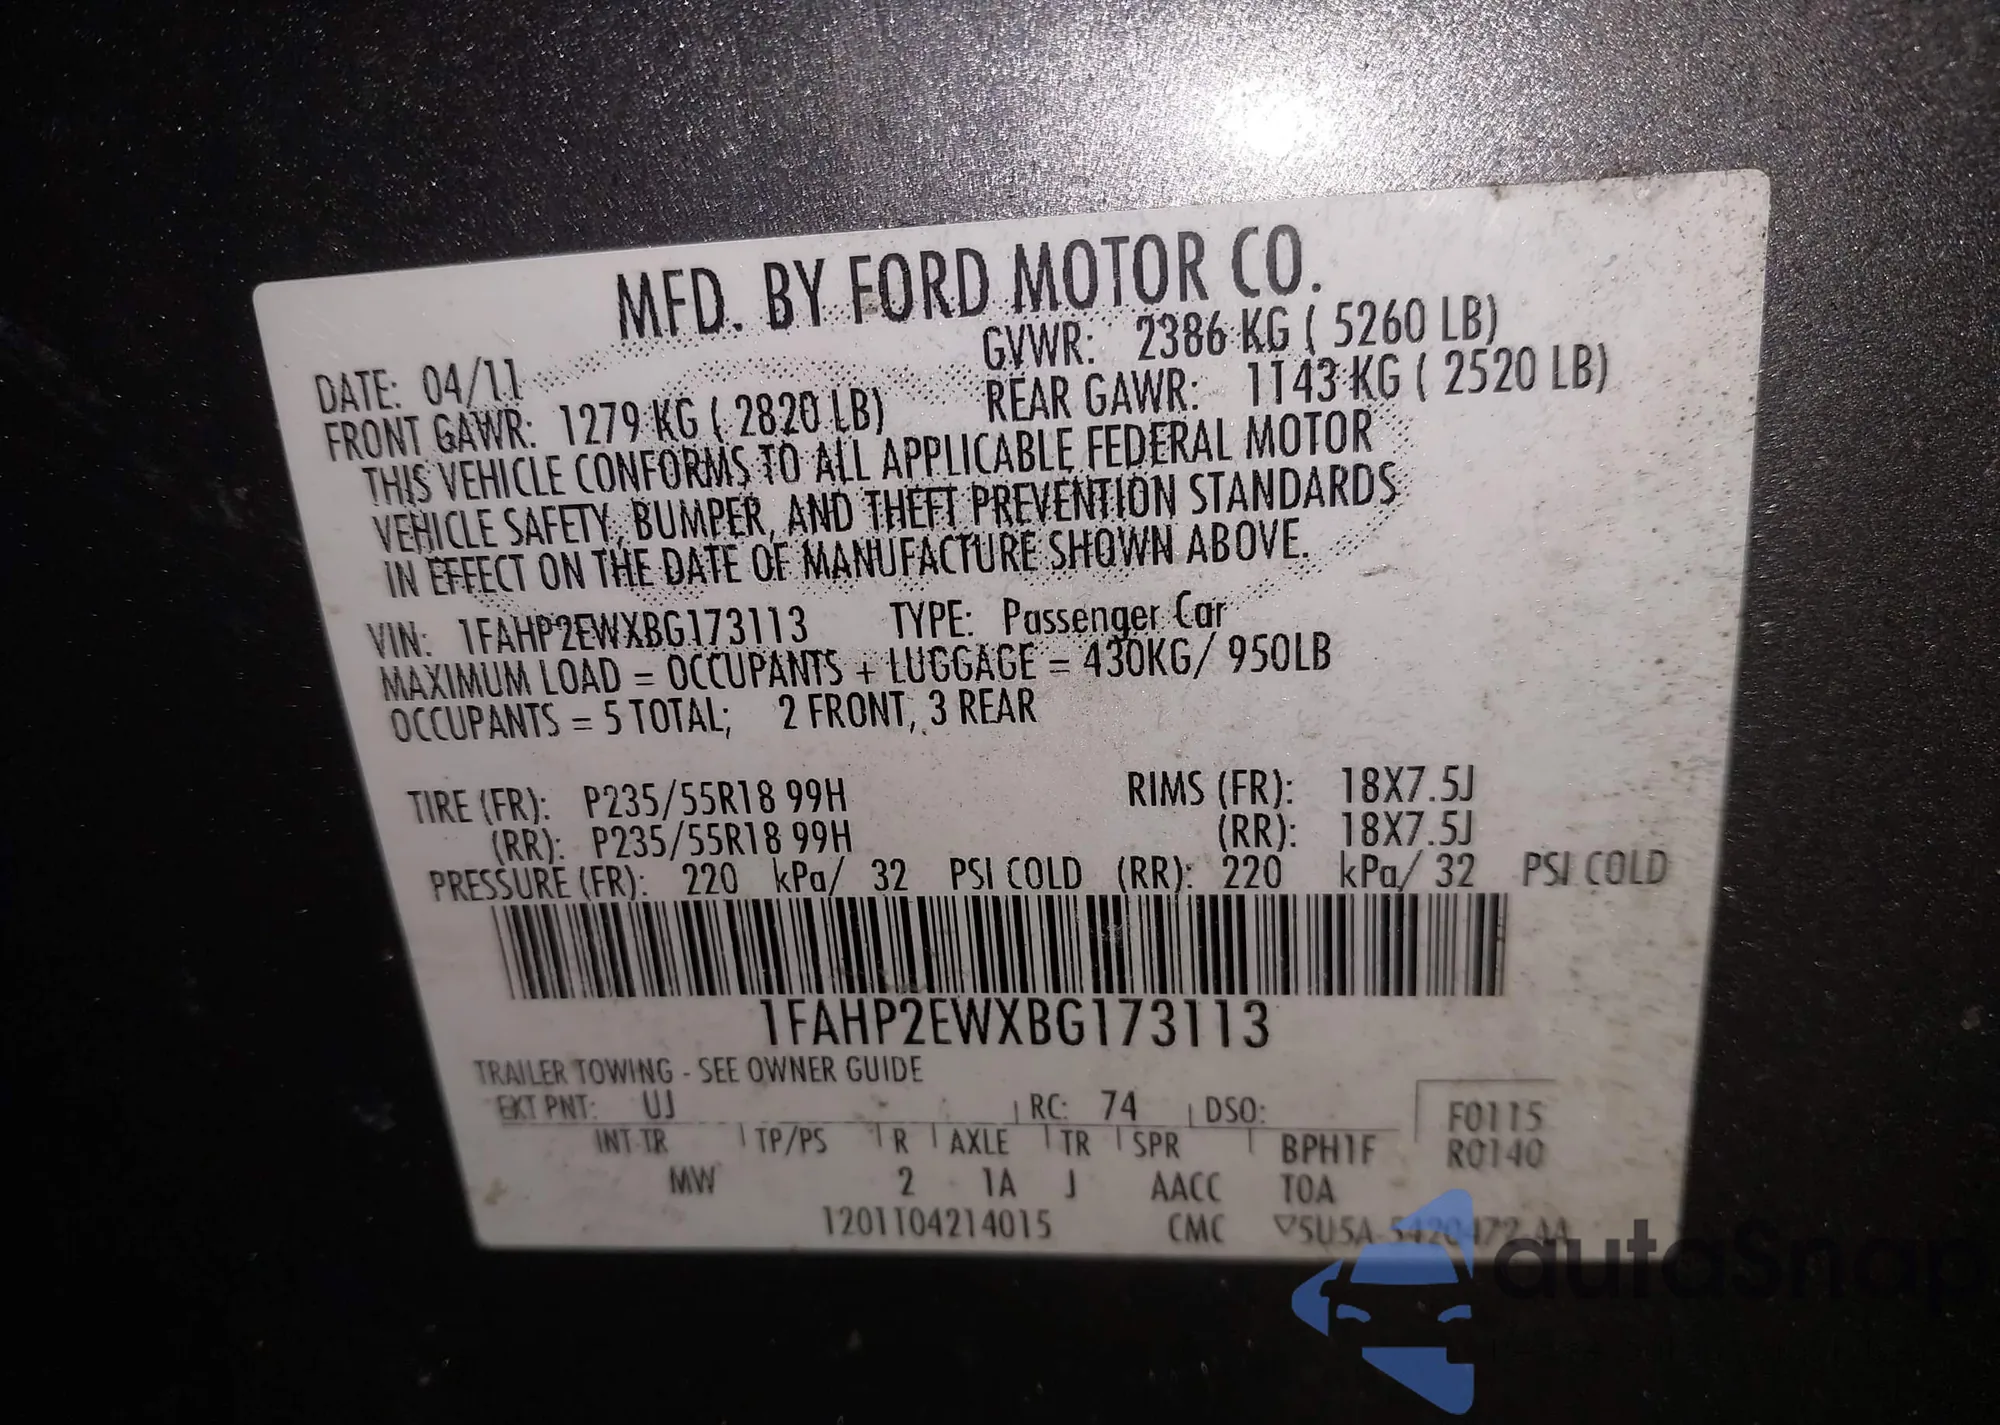 MFD. BY FORD MOTOR CO.
DATE: 04/11 GVWR: 2386 KG ( 5260 LB)
FRONT GAWR: 1279 KG ( 2820 LB) REAR GAWR: 1143 KG ( 2520 LB)
THIS VEHICLE CONFORMS TO ALL APPLICABLE FEDERAL MOTOR
VEHICLE SAFETY, BUMPER, AND THEFT PREVENTION STANDARDS
IN EFFECT ON THE DATE OF MANUFACTURE SHOWN ABOVE.
VIN: 1FAHP2EWXBG173113 TYPE: Passenger Car
MAXIMUM LOAD = OCCUPANTS + LUGGAGE = 430KG/ 950LB
OCCUPANTS = 5 TOTAL; 2 FRONT, 3 REAR
TIRE (FR): P235/55R18 99H RIMS (FR): 18X7.5J
(RR): P235/55R18 99H (RR): 18X7.5J
PRESSURE (FR): 220 kPa/ 32 PSI COLD (RR): 220 kPa/ 32 PSI COLD
1FAHP2EWXBG173113
TRAILER TOWING - SEE OWNER GUIDE
EXT PNT: UJ RC: 74 DSO: F0115
INT TR TP/PS R AXLE TR SPR BPH1F R0140
MW 2 1A J AACC TOA
1201104214015 CMC ▽5U5A-5420472-AA
autaSnap